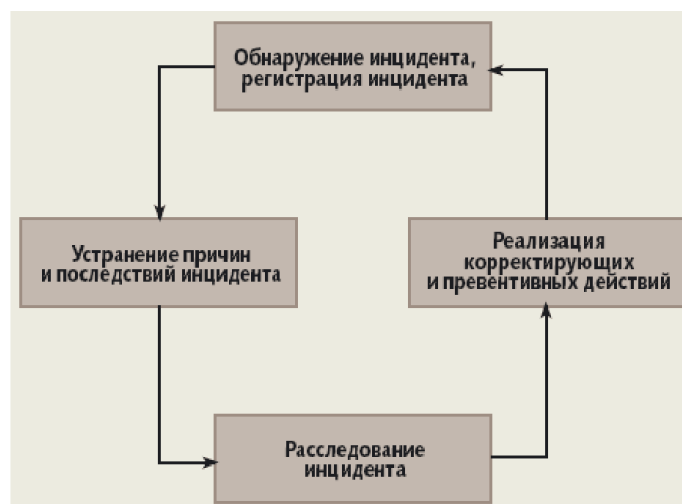 Обнаружение инцидента,
регистрация инцидента
Устранение причин
и последствий инцидента
Реализация
корректирующих
и превентивных действий
Расследование
инцидента